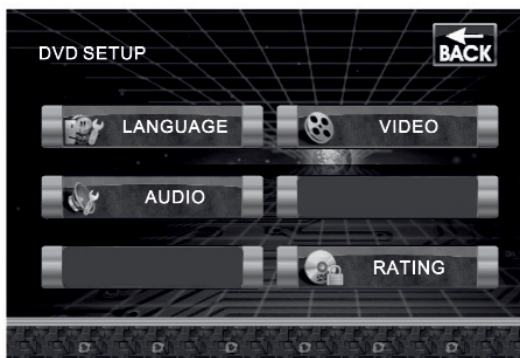 DVD SETUP
BACK
LANGUAGE
VIDEO
AUDIO
RATING